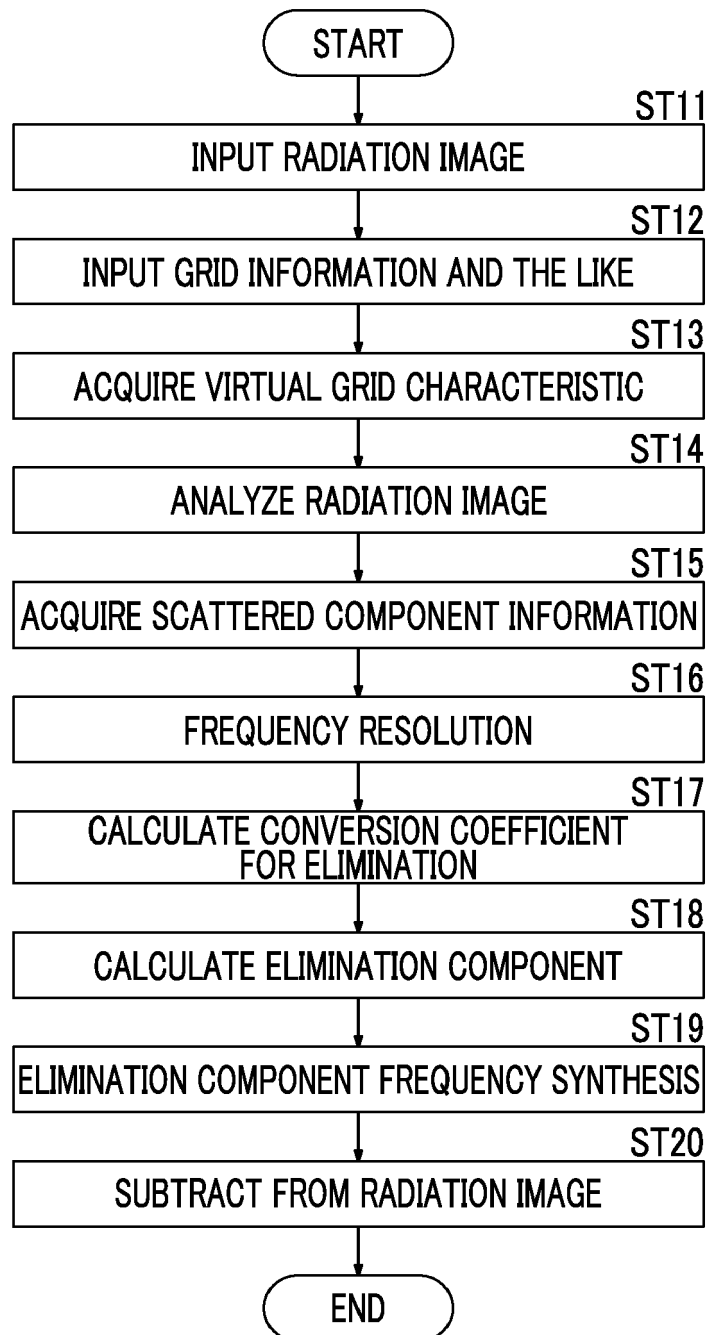 START
ST11
INPUT RADIATION IMAGE
ST12
INPUT GRID INFORMATION AND THE LIKE
ST13
ACQUIRE VIRTUAL GRID CHARACTERISTIC
ST14
ANALYZE RADIATION IMAGE
ST15
ACQUIRE SCATTERED COMPONENT INFORMATION
ST16
FREQUENCY RESOLUTION
ST17
CALCULATE CONVERSION COEFFICIENT
FOR ELIMINATION
ST18
CALCULATE ELIMINATION COMPONENT
ST19
ELIMINATION COMPONENT FREQUENCY SYNTHESIS
ST20
SUBTRACT FROM RADIATION IMAGE
END